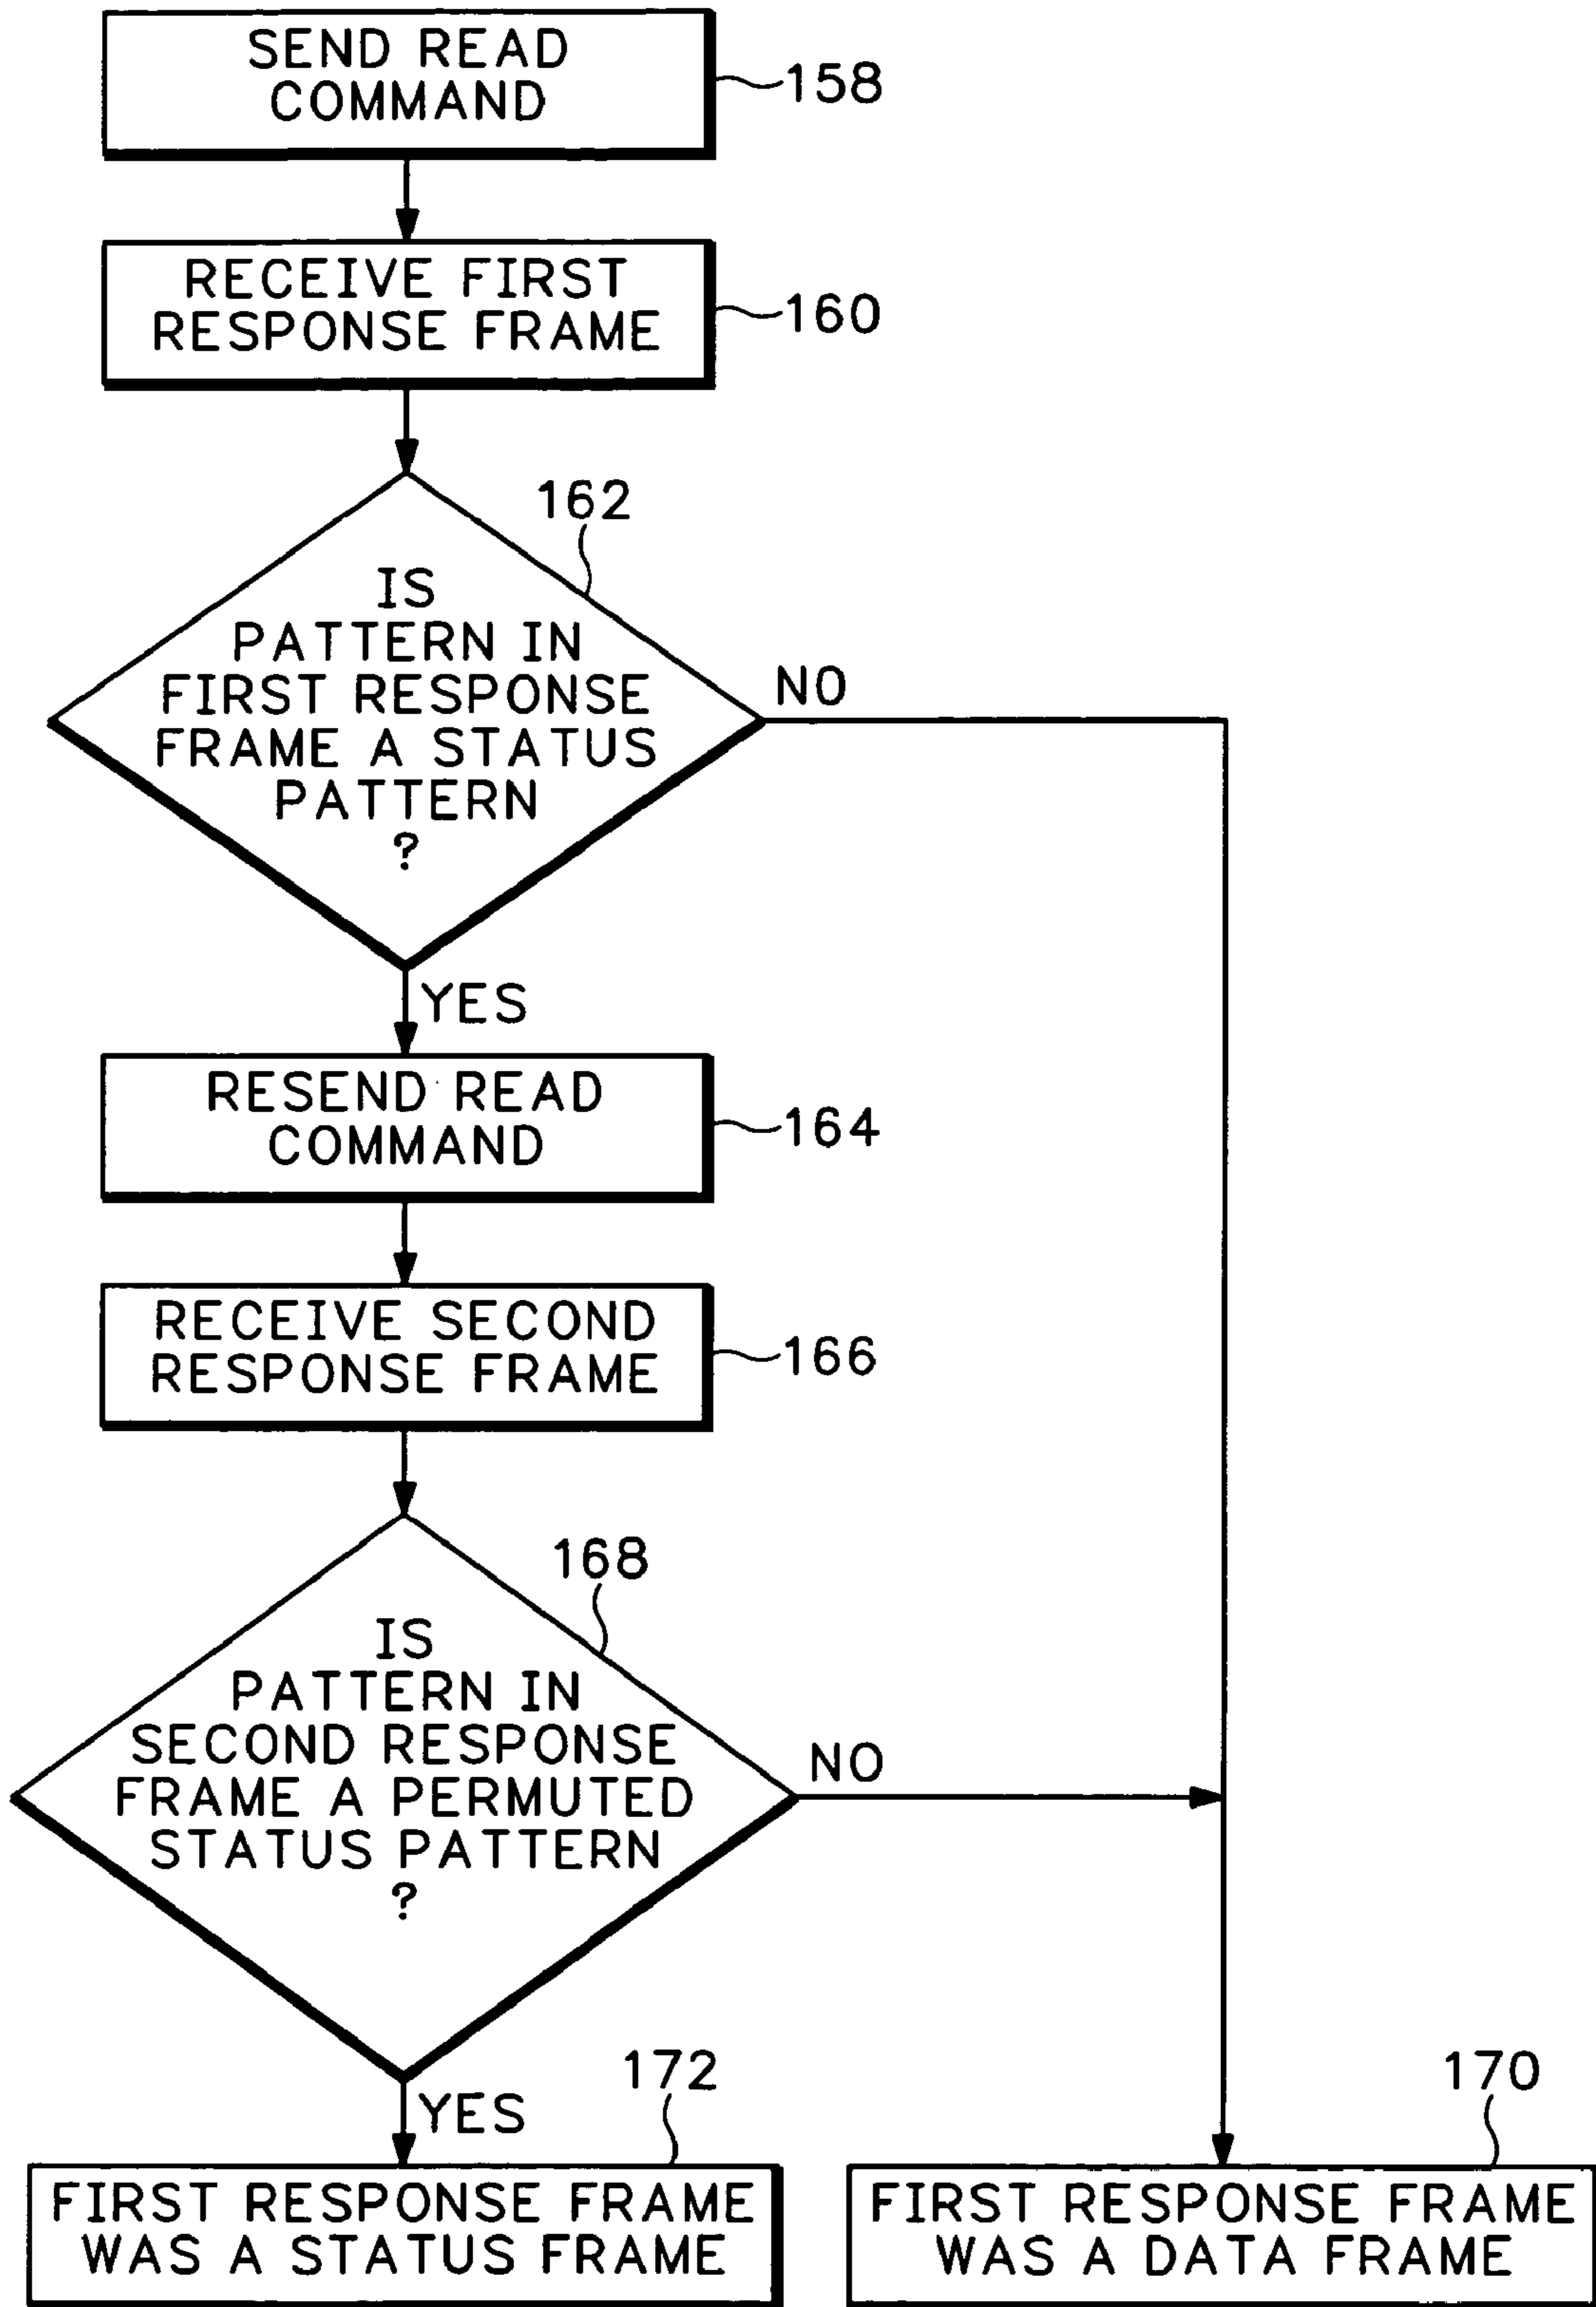 SEND READ
COMMAND
158
RECEIVE FIRST
RESPONSE FRAME
160
162
IS
PATTERN IN
FIRST RESPONSE
FRAME A STATUS
PATTERN
?
NO
YES
RESEND READ
COMMAND
164
RECEIVE SECOND
RESPONSE FRAME
166
168
IS
PATTERN IN
SECOND RESPONSE
FRAME A PERMUTED
STATUS PATTERN
?
NO
YES
172
FIRST RESPONSE FRAME
WAS A STATUS FRAME
170
FIRST RESPONSE FRAME
WAS A DATA FRAME